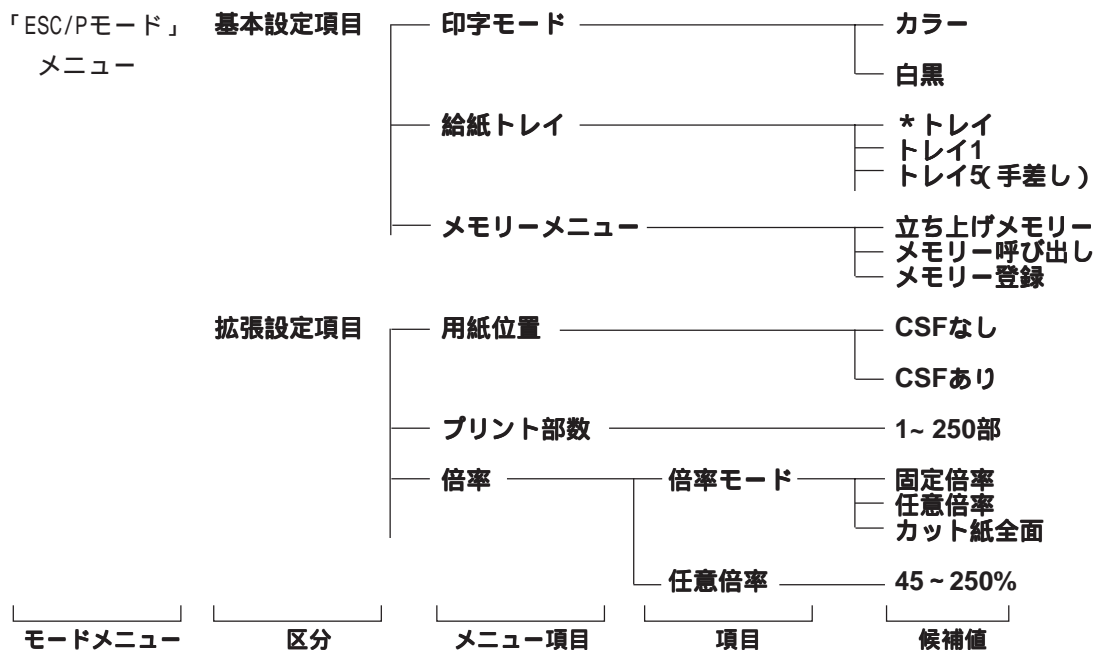 「ESC/Pモード」 基本設定項目 印字モード カラー
メニュー 白黒
給紙トレイ *トレイ
トレイ1
トレイ5(手差し)
メモリーメニュー 立ち上げメモリー
メモリー呼び出し
メモリー登録
拡張設定項目 用紙位置 CSFなし
CSFあり
プリント部数 1~250部
倍率 倍率モード 固定倍率
任意倍率
カット紙全面
任意倍率 45~250%
モードメニュー 区分 メニュー項目 項目 候補値